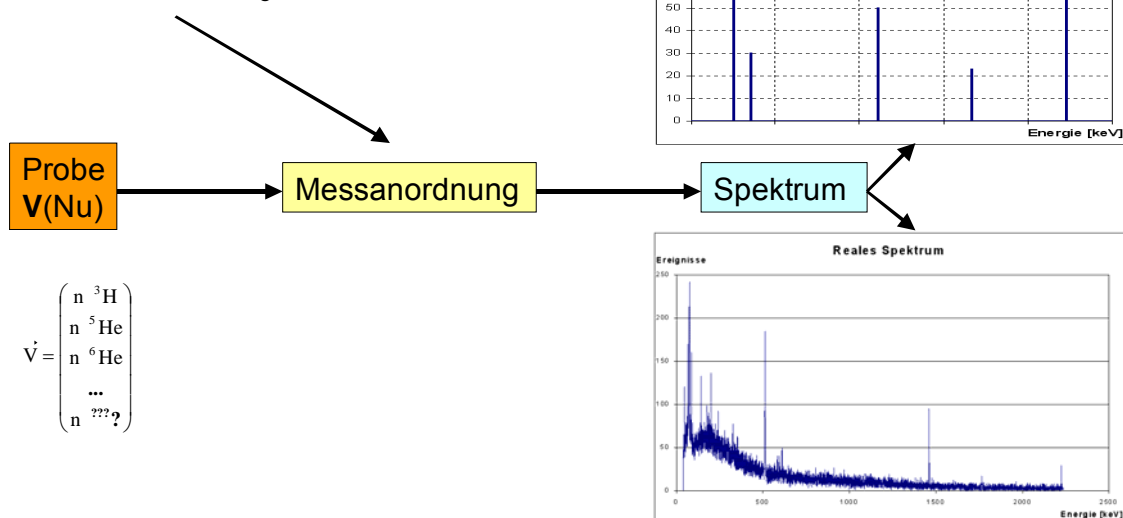 50
40
30
20
10
0
Energie [keV]
Probe
V(Nu)
Messanordnung
Spektrum
Reales Spektrum
Ereignisse
250
200
150
100
50
0
0 500 1000 1500 2000 2500
Energie [keV]
V =
n ³H
n ⁵He
n ⁶He
...
n ????